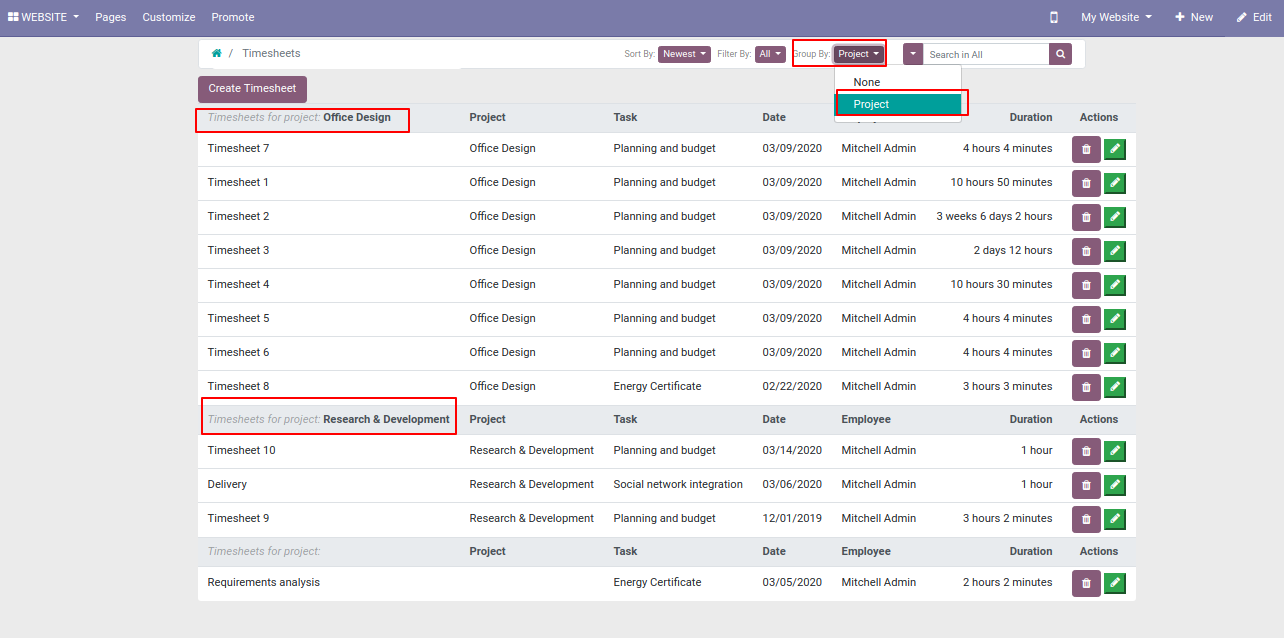 WEBSITE Pages Customize Promote My Website New Edit
/ Timesheets Sort By: Newest Filter By: All Group By: Project Search in All
None
Project
Create Timesheet
Timesheets for project: Office Design Project Task Date Duration Actions
Timesheet 7 Office Design Planning and budget 03/09/2020 Mitchell Admin 4 hours 4 minutes
Timesheet 1 Office Design Planning and budget 03/09/2020 Mitchell Admin 10 hours 50 minutes
Timesheet 2 Office Design Planning and budget 03/09/2020 Mitchell Admin 3 weeks 6 days 2 hours
Timesheet 3 Office Design Planning and budget 03/09/2020 Mitchell Admin 2 days 12 hours
Timesheet 4 Office Design Planning and budget 03/09/2020 Mitchell Admin 10 hours 30 minutes
Timesheet 5 Office Design Planning and budget 03/09/2020 Mitchell Admin 4 hours 4 minutes
Timesheet 6 Office Design Planning and budget 03/09/2020 Mitchell Admin 4 hours 4 minutes
Timesheet 8 Office Design Energy Certificate 02/22/2020 Mitchell Admin 3 hours 3 minutes
Timesheets for project: Research & Development Project Task Date Employee Duration Actions
Timesheet 10 Research & Development Planning and budget 03/14/2020 Mitchell Admin 1 hour
Delivery Research & Development Social network integration 03/06/2020 Mitchell Admin 1 hour
Timesheet 9 Research & Development Planning and budget 12/01/2019 Mitchell Admin 3 hours 2 minutes
Timesheets for project: Project Task Date Employee Duration Actions
Requirements analysis Energy Certificate 03/05/2020 Mitchell Admin 2 hours 2 minutes